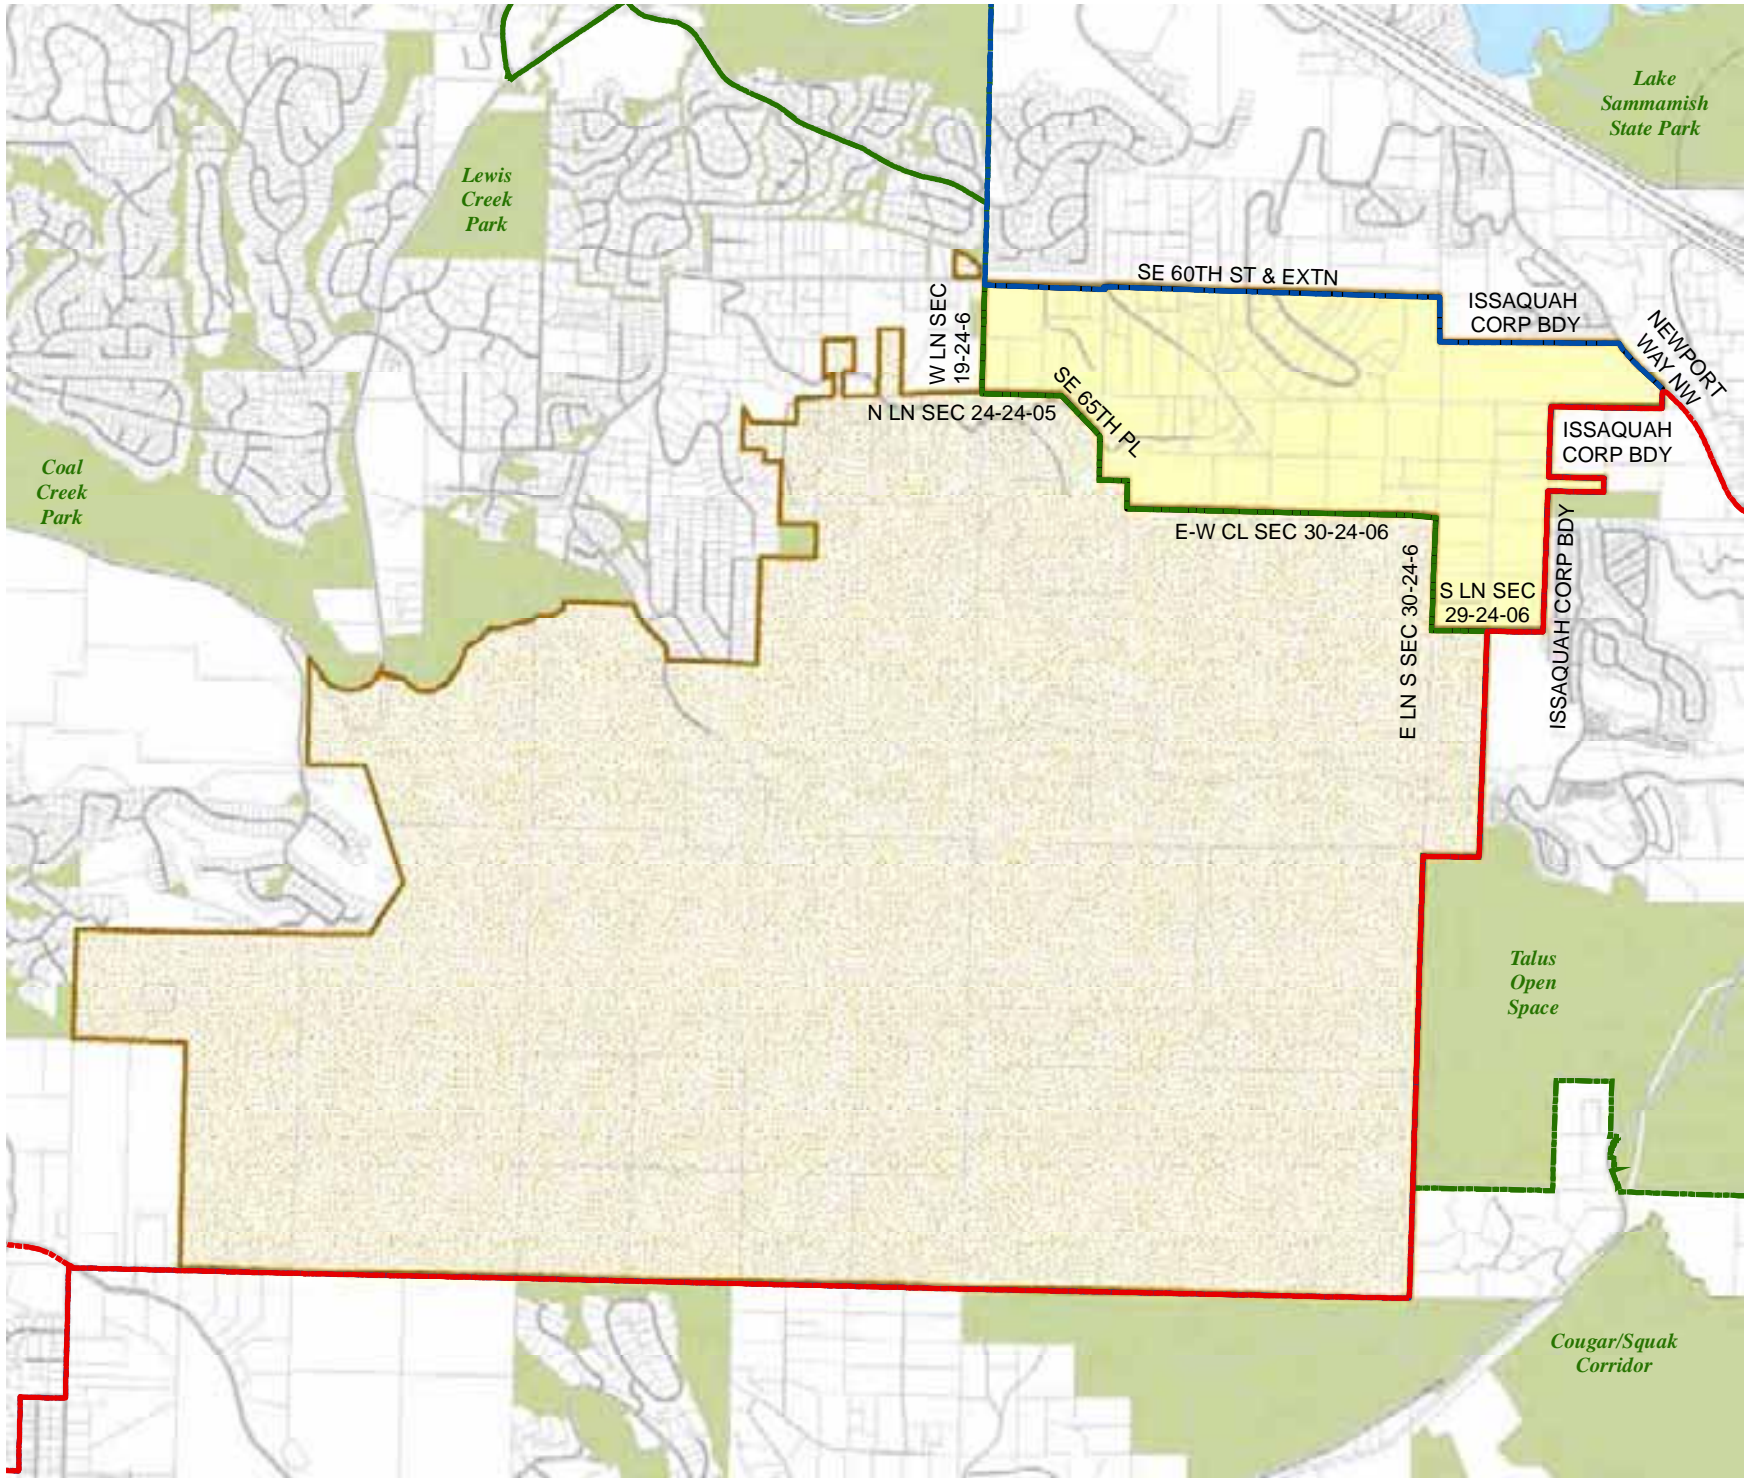 Lake
Sammamish
State Park
Lewis
Creek
Park
SE 60TH ST & EXTN
ISSAQUAH
CORP BDY
NEWPORT
WAY NW
W LN SEC
19-24-6
SE 65TH PL
N LN SEC 24-24-05
ISSAQUAH
CORP BDY
Coal
Creek
Park
E-W CL SEC 30-24-06
E LN S SEC 30-24-6
S LN SEC
29-24-06
ISSAQUAH CORP BDY
Talus
Open
Space
Cougar/Squak
Corridor